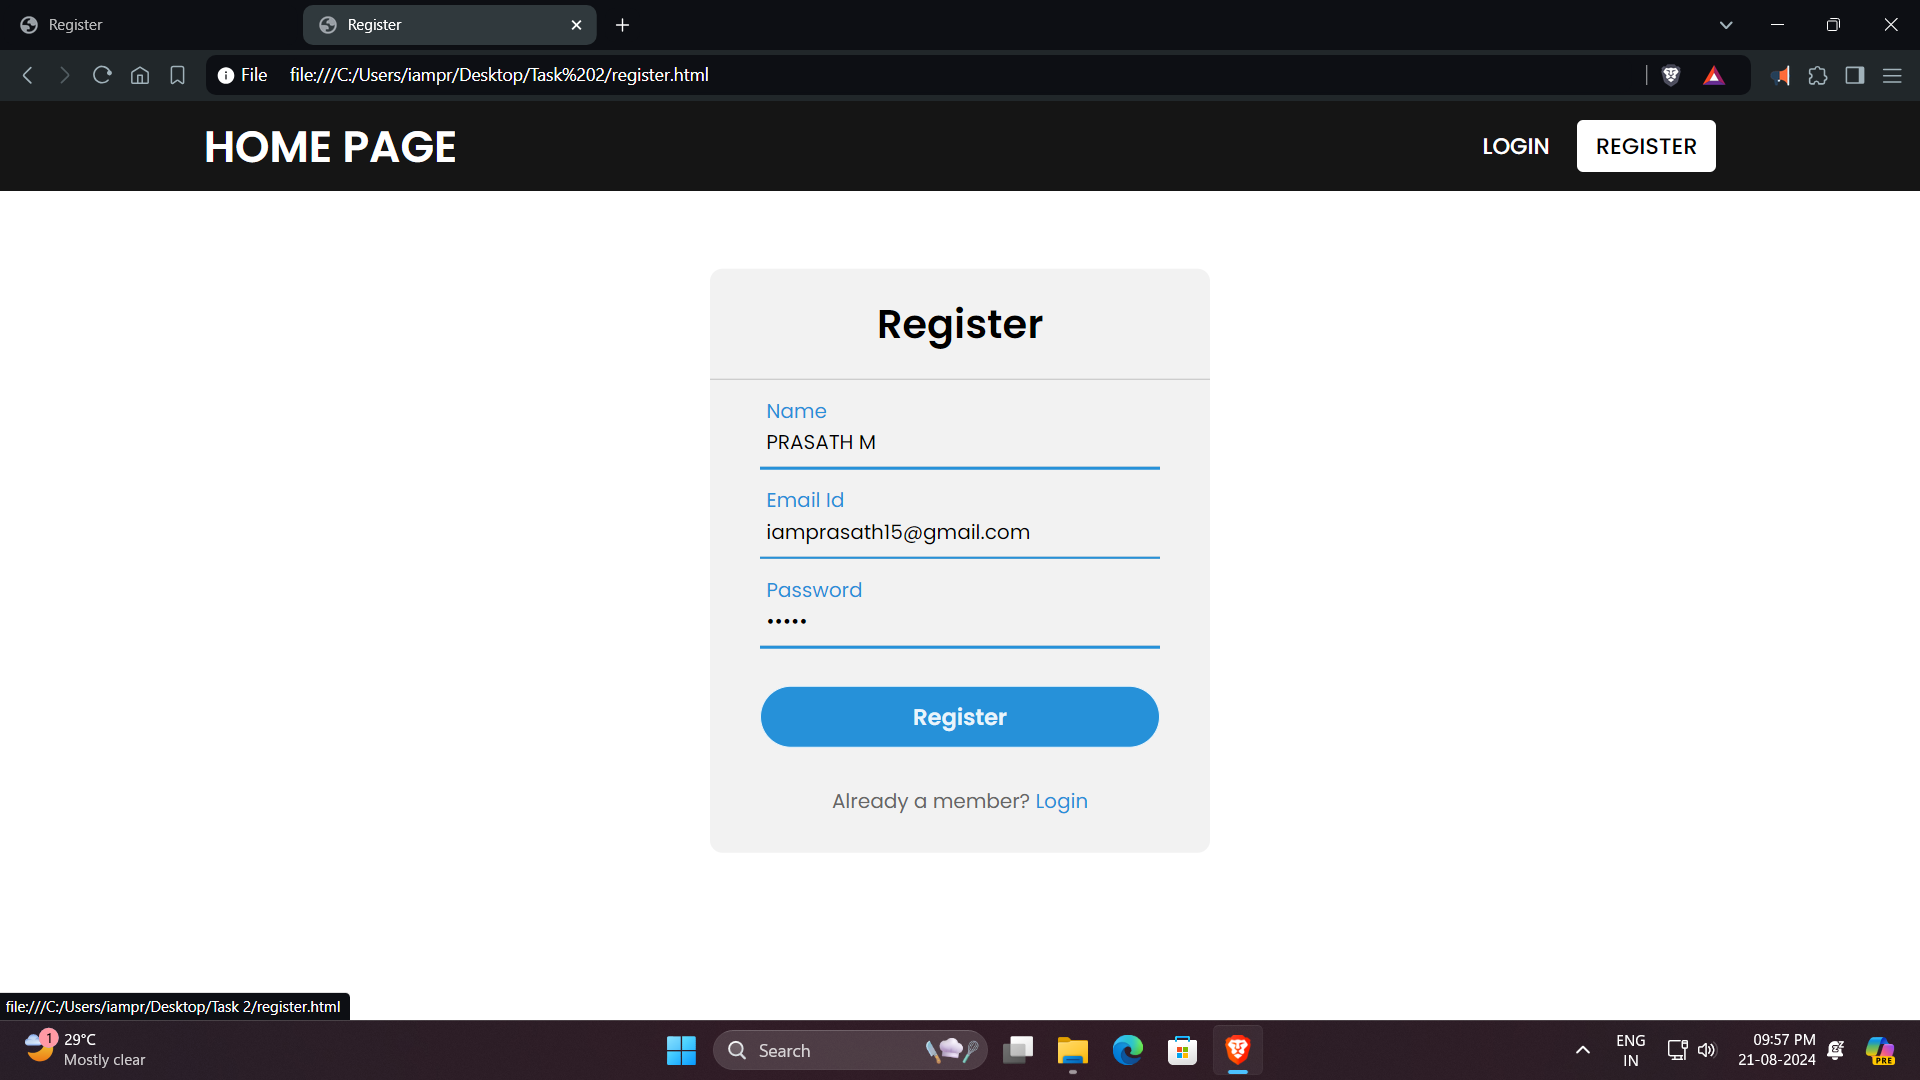 Register
Register
File file:///C:/Users/iampr/Desktop/Task%202/register.html
HOME PAGE
LOGIN
REGISTER
Register
Name
PRASATH M
Email Id
iamprasath15@gmail.com
Password
•••••
Register
Already a member? Login
file:///C:/Users/iampr/Desktop/Task 2/register.html
1
29°C
Mostly clear
Search
ENG
IN
09:57 PM
21-08-2024
PRE